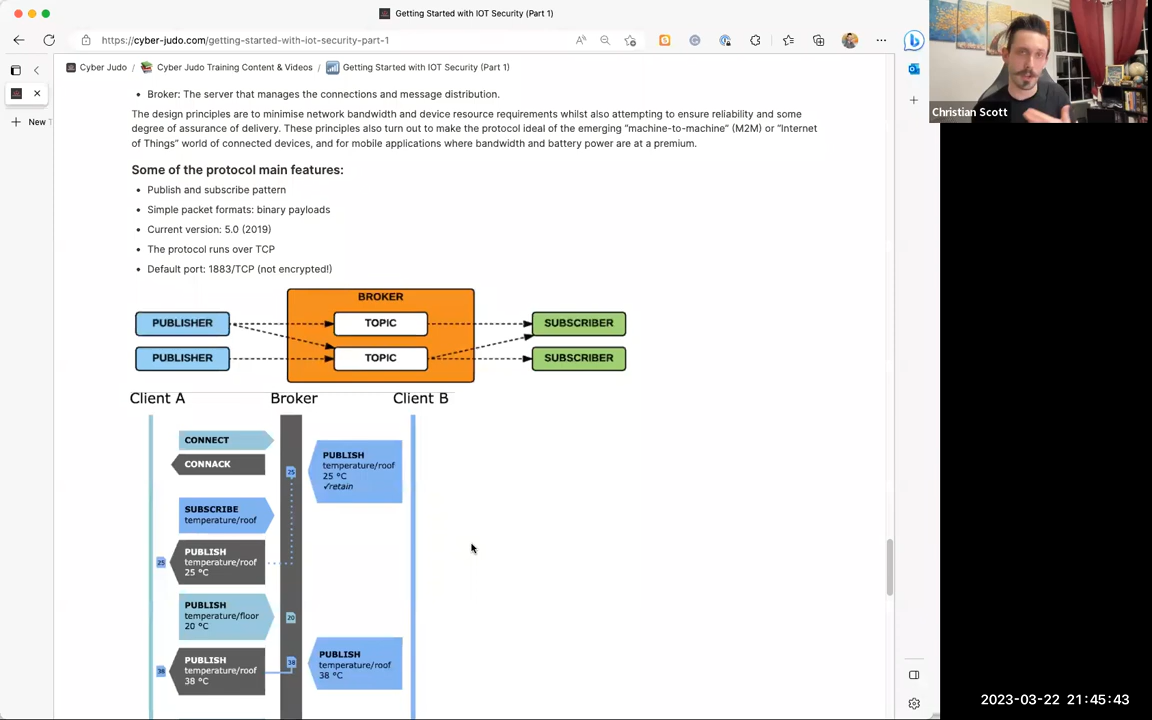 Getting Started with IOT Security (Part 1)
https://cyber-judo.com/getting-started-with-iot-security-part-1
Cyber Judo / Cyber Judo Training Content & Videos / Getting Started with IOT Security (Part 1)
New
Christian Scott
Broker: The server that manages the connections and message distribution.
The design principles are to minimise network bandwidth and device resource requirements whilst also attempting to ensure reliability and some
degree of assurance of delivery. These principles also turn out to make the protocol ideal of the emerging "machine-to-machine" (M2M) or "Internet
of Things" world of connected devices, and for mobile applications where bandwidth and battery power are at a premium.
Some of the protocol main features:
Publish and subscribe pattern
Simple packet formats: binary payloads
Current version: 5.0 (2019)
The protocol runs over TCP
Default port: 1883/TCP (not encrypted!)
BROKER
PUBLISHER TOPIC SUBSCRIBER
PUBLISHER TOPIC SUBSCRIBER
Client A Broker Client B
CONNECT
CONNACK
PUBLISH
temperature/roof
25 °C
✓retain
25
SUBSCRIBE
temperature/roof
PUBLISH
temperature/roof
25 °C
25
PUBLISH
temperature/floor
20 °C
20
PUBLISH
temperature/roof
38 °C
38
PUBLISH
temperature/roof
38 °C
38
2023-03-22 21:45:43